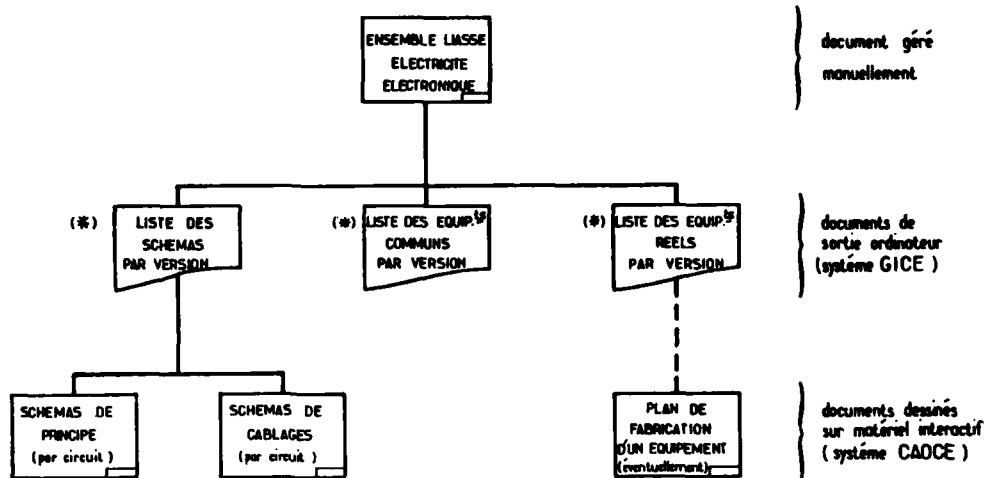 ENSEMBLE LIASSE
ELECTRICITE
ELECTRONIQUE
document géré
manuellement
(*)
LISTE DES
SCHEMAS
PAR VERSION
(*)
LISTE DES EQUIP.ts
COMMUNS
PAR VERSION
(*)
LISTE DES EQUIP.ts
REELS
PAR VERSION
documents de
sortie ordinateur
(système GICE)
SCHEMAS DE
PRINCIPE
(par circuit)
SCHEMAS DE
CABLAGES
(par circuit)
PLAN DE
FABRICATION
D'UN EQUIPEMENT
(éventuellement)
documents dessinés
sur matériel interactif
(système CAOCE)